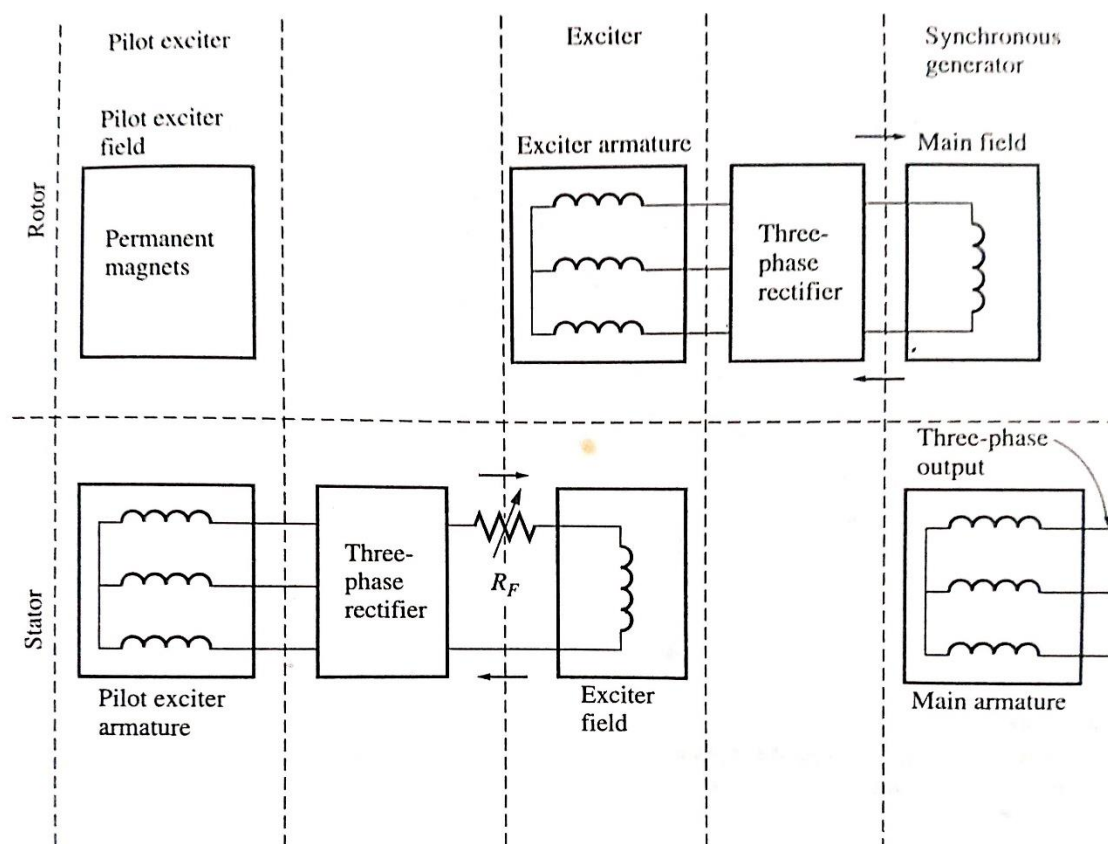 Pilot exciter
Exciter
Synchronous
generator
Pilot exciter
field
Exciter armature
Main field
Rotor
Permanent
magnets
Three-
phase
rectifier
Three-phase
output
Stator
Three-
phase
rectifier
R_F
Pilot exciter
armature
Exciter
field
Main armature